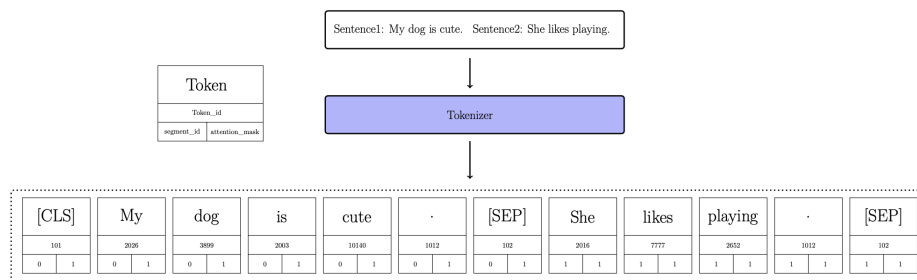 Sentence1: My dog is cute. Sentence2: She likes playing.
Token
Token_id
segment_id attention_mask
Tokenizer
[CLS] My dog is cute . [SEP] She likes playing . [SEP]
101 2026 3899 2003 10140 1012 102 2016 7777 2652 1012 102
0 1 0 1 0 1 0 1 0 1 0 1 0 1 1 1 1 1 1 1 1 1 1 1